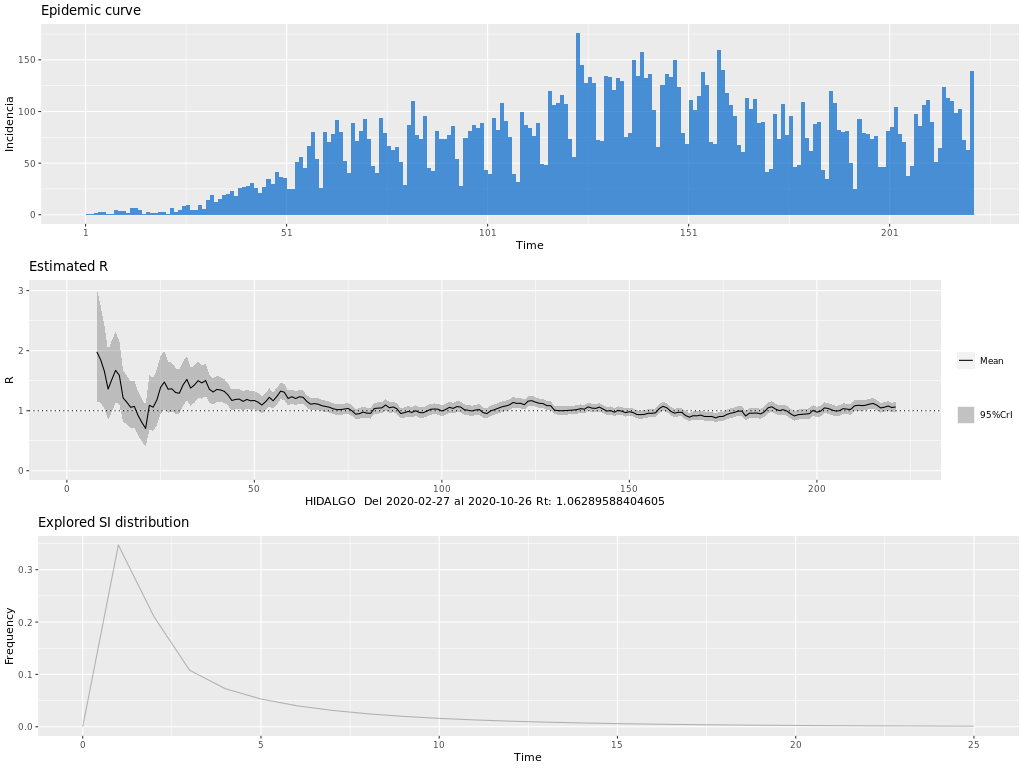 Epidemic curve
Incidencia
150
100
50
0
1
51
101
151
201
Time
Estimated R
R
3
2
1
0
0
50
100
150
200
HIDALGO Del 2020-02-27 al 2020-10-26 Rt: 1.06289588404605
Mean
95%CrI
Explored SI distribution
Frequency
0.3
0.2
0.1
0.0
0
5
10
15
20
25
Time